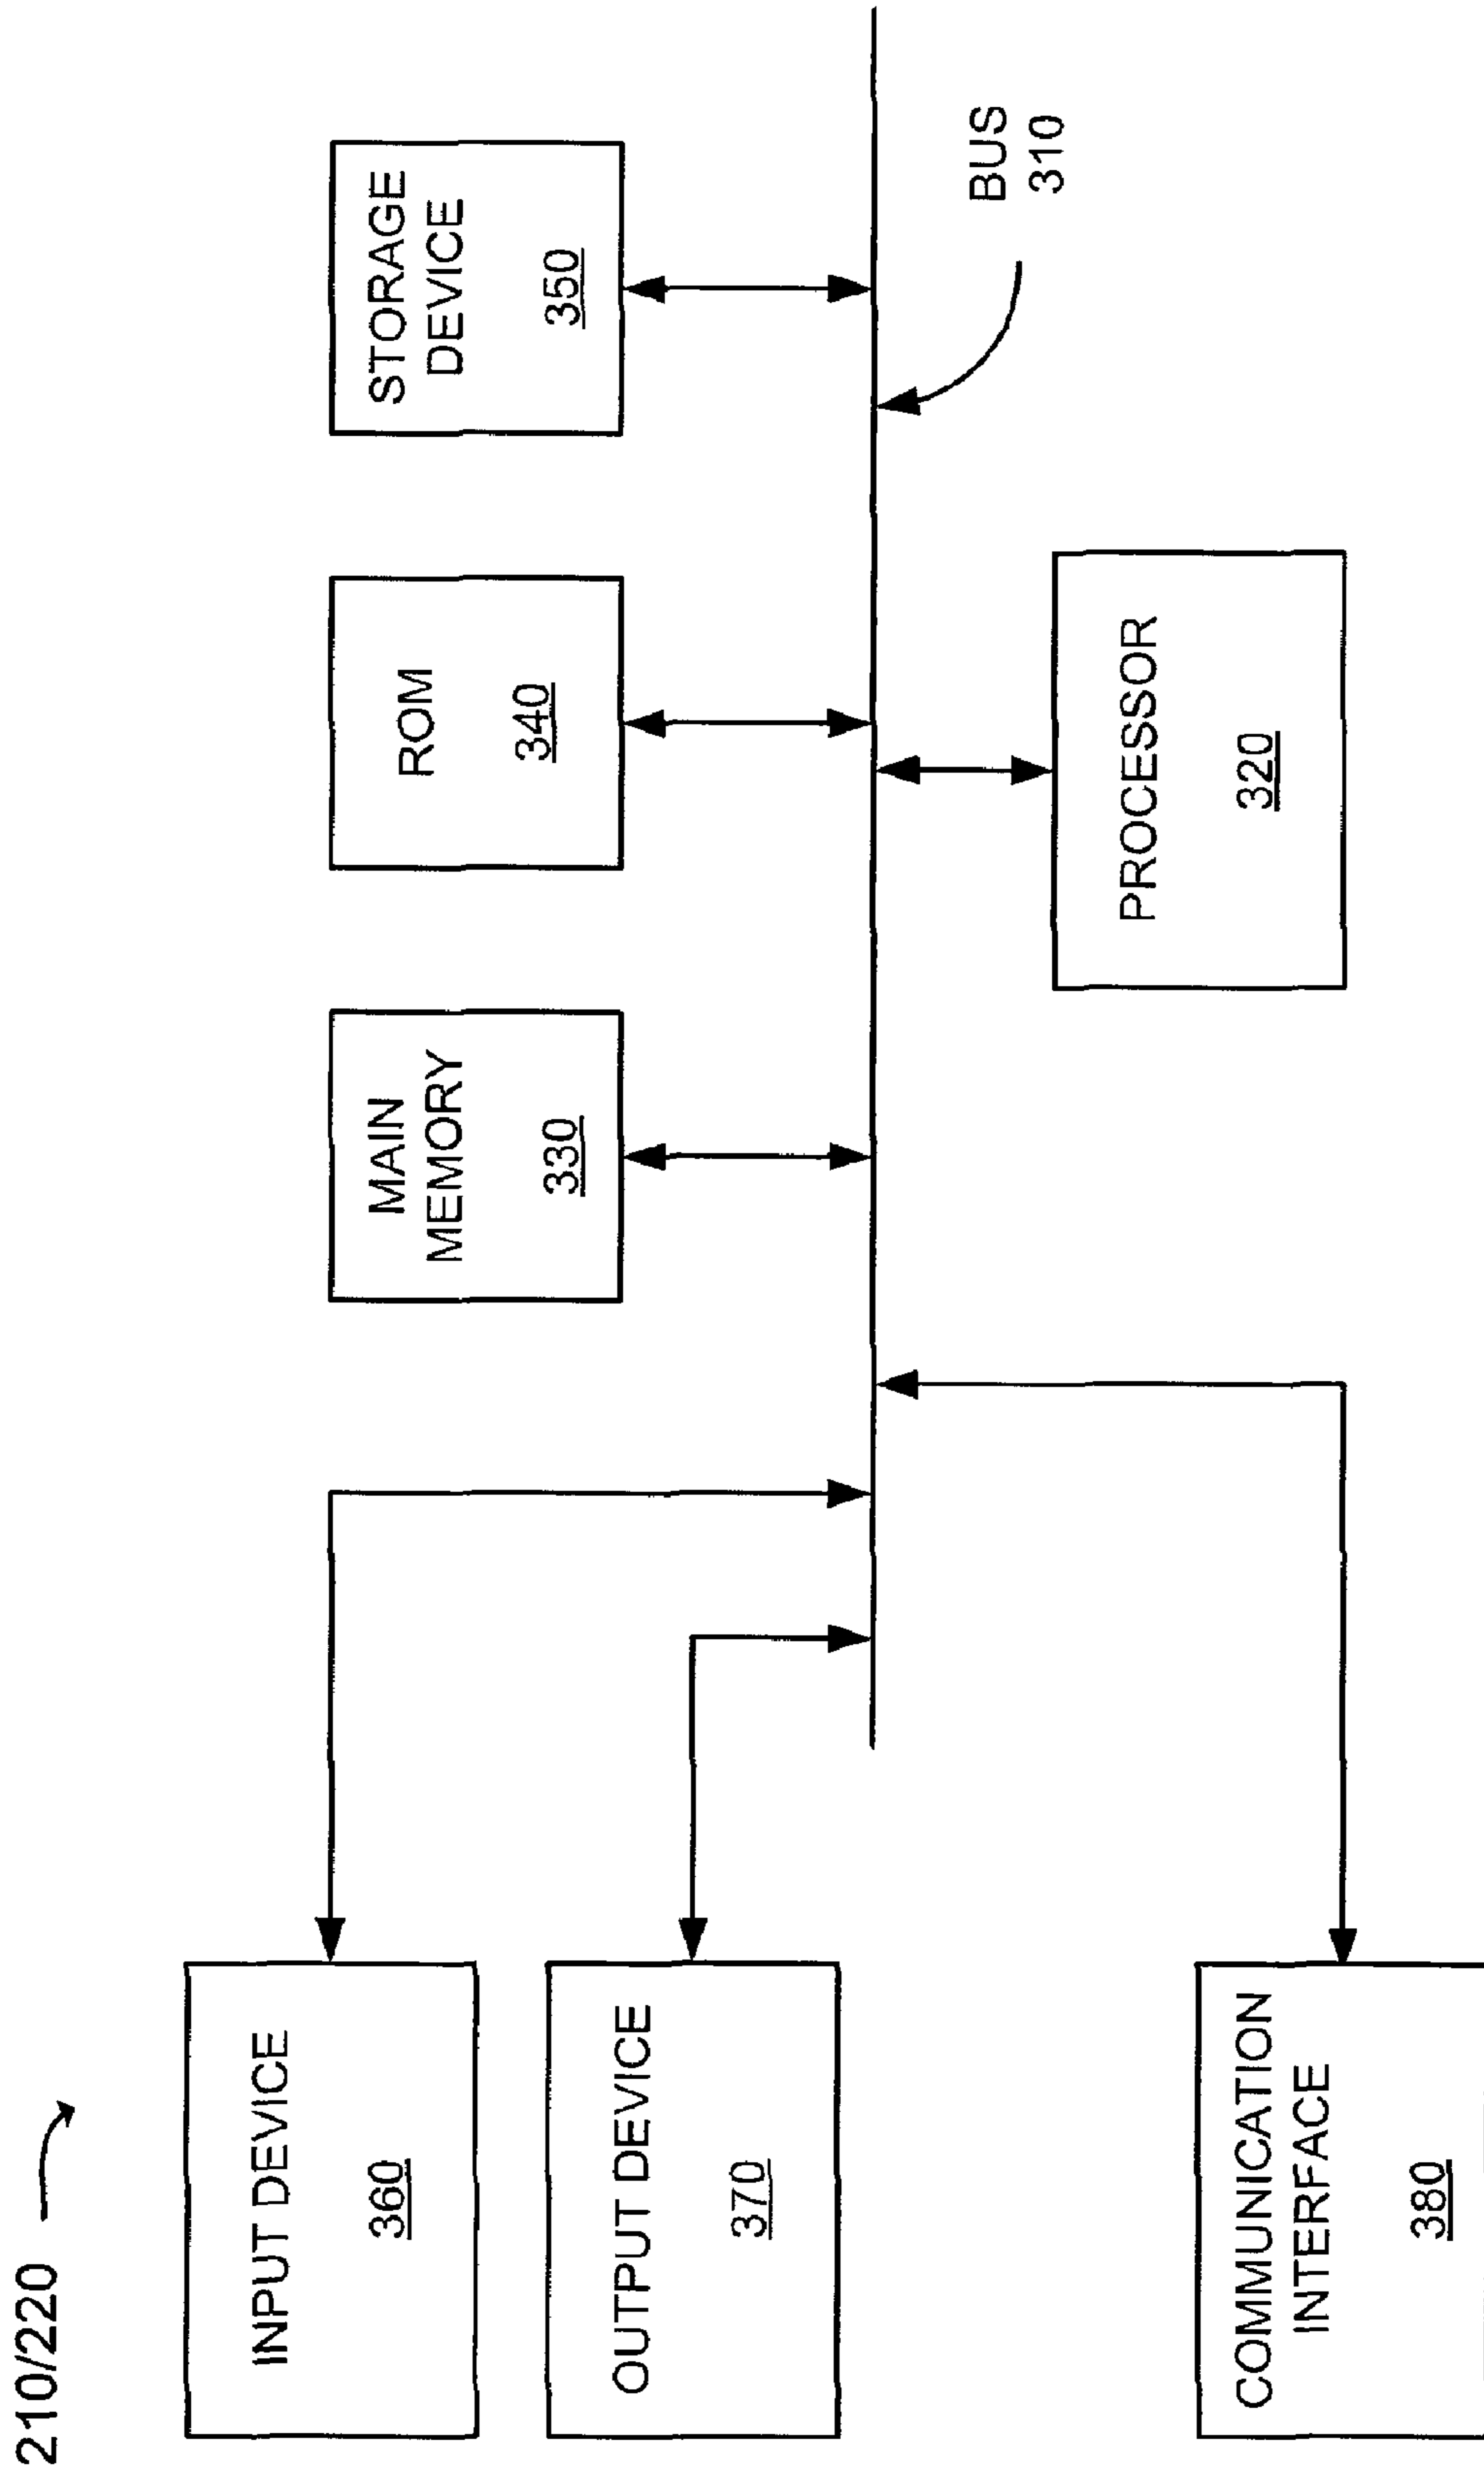 210/220
INPUT DEVICE
360
OUTPUT DEVICE
370
COMMUNICATION
INTERFACE
380
MAIN
MEMORY
330
ROM
340
STORAGE
DEVICE
350
PROCESSOR
320
BUS
310